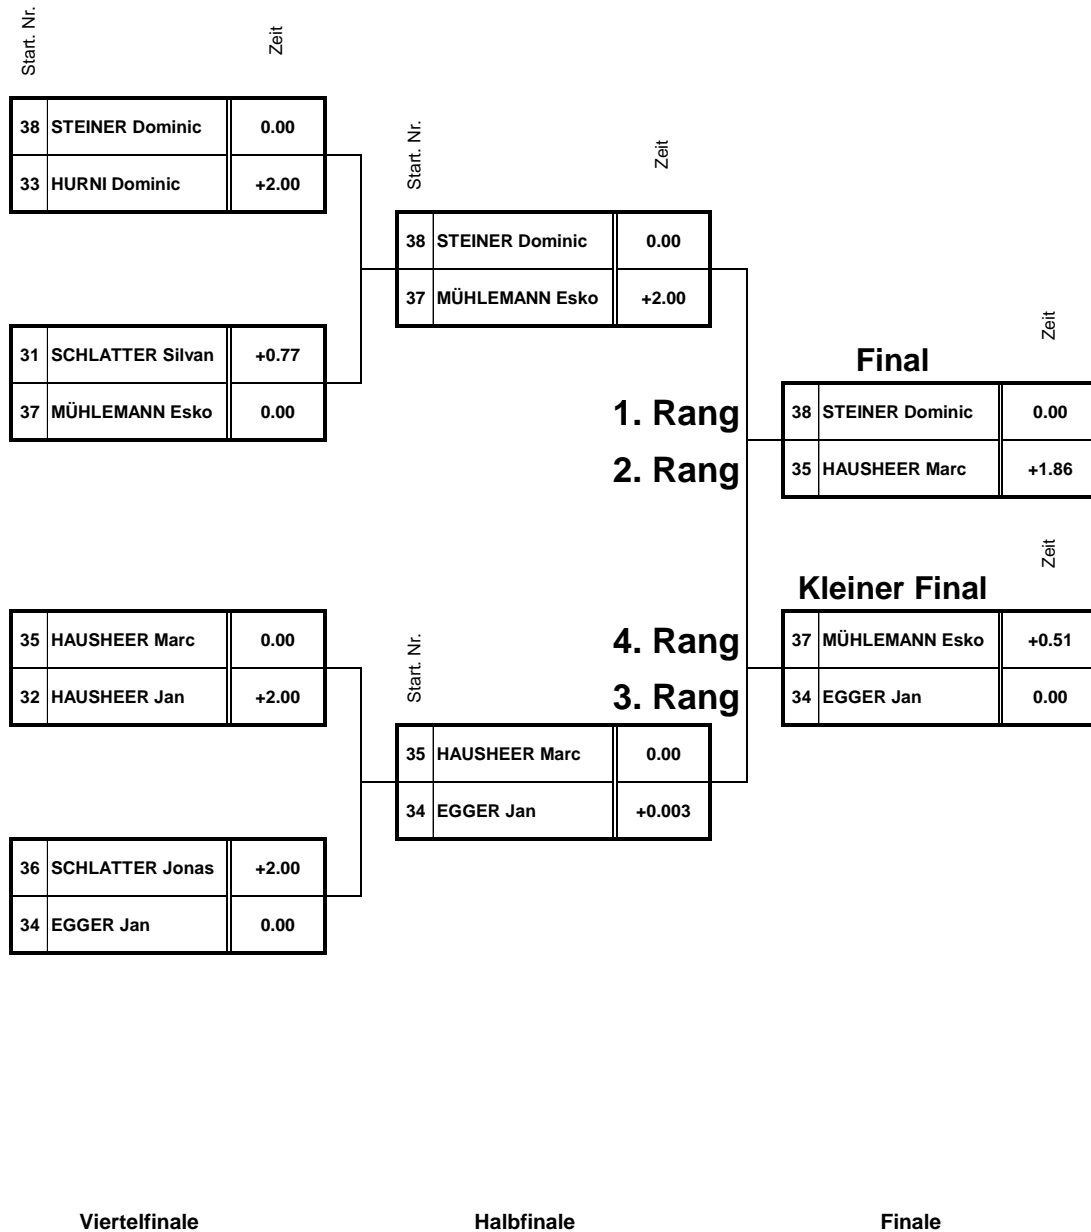 Start. Nr.
Zeit
38 STEINER Dominic 0.00
33 HURNI Dominic +2.00
31 SCHLATTER Silvan +0.77
37 MÜHLEMANN Esko 0.00
35 HAUSHEER Marc 0.00
32 HAUSHEER Jan +2.00
36 SCHLATTER Jonas +2.00
34 EGGER Jan 0.00
Start. Nr.
Zeit
38 STEINER Dominic 0.00
37 MÜHLEMANN Esko +2.00
Start. Nr.
35 HAUSHEER Marc 0.00
34 EGGER Jan +0.003
Zeit
Final
1. Rang 38 STEINER Dominic 0.00
2. Rang 35 HAUSHEER Marc +1.86
Zeit
Kleiner Final
4. Rang 37 MÜHLEMANN Esko +0.51
3. Rang 34 EGGER Jan 0.00
Viertelfinale Halbfinale Finale